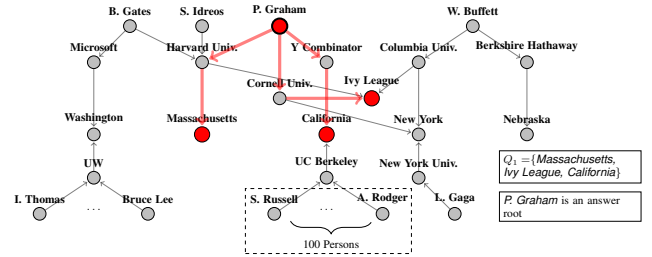 B. Gates
S. Idreos
P. Graham
W. Buffett
Microsoft
Harvard Univ.
Y Combinator
Columbia Univ.
Berkshire Hathaway
Cornell Univ.
Ivy League
Washington
Massachusetts
California
New York
Nebraska
UW
UC Berkeley
New York Univ.
Q1 ={Massachusetts,
Ivy League, California}
I. Thomas
...
Bruce Lee
S. Russell
...
A. Rodger
L. Gaga
P. Graham is an answer
root
100 Persons